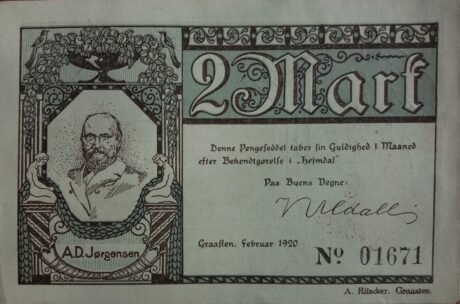 2 Mark
Denne Pengeseddel taber sin Gyldighed 1 Maaned
efter Bekendtgørelse i „Hejmdal“
Paa Byens Vegne:
A.D. Jørgensen
Graasten, Februar 1920 No 01671
A. Rilscher, Graasten.